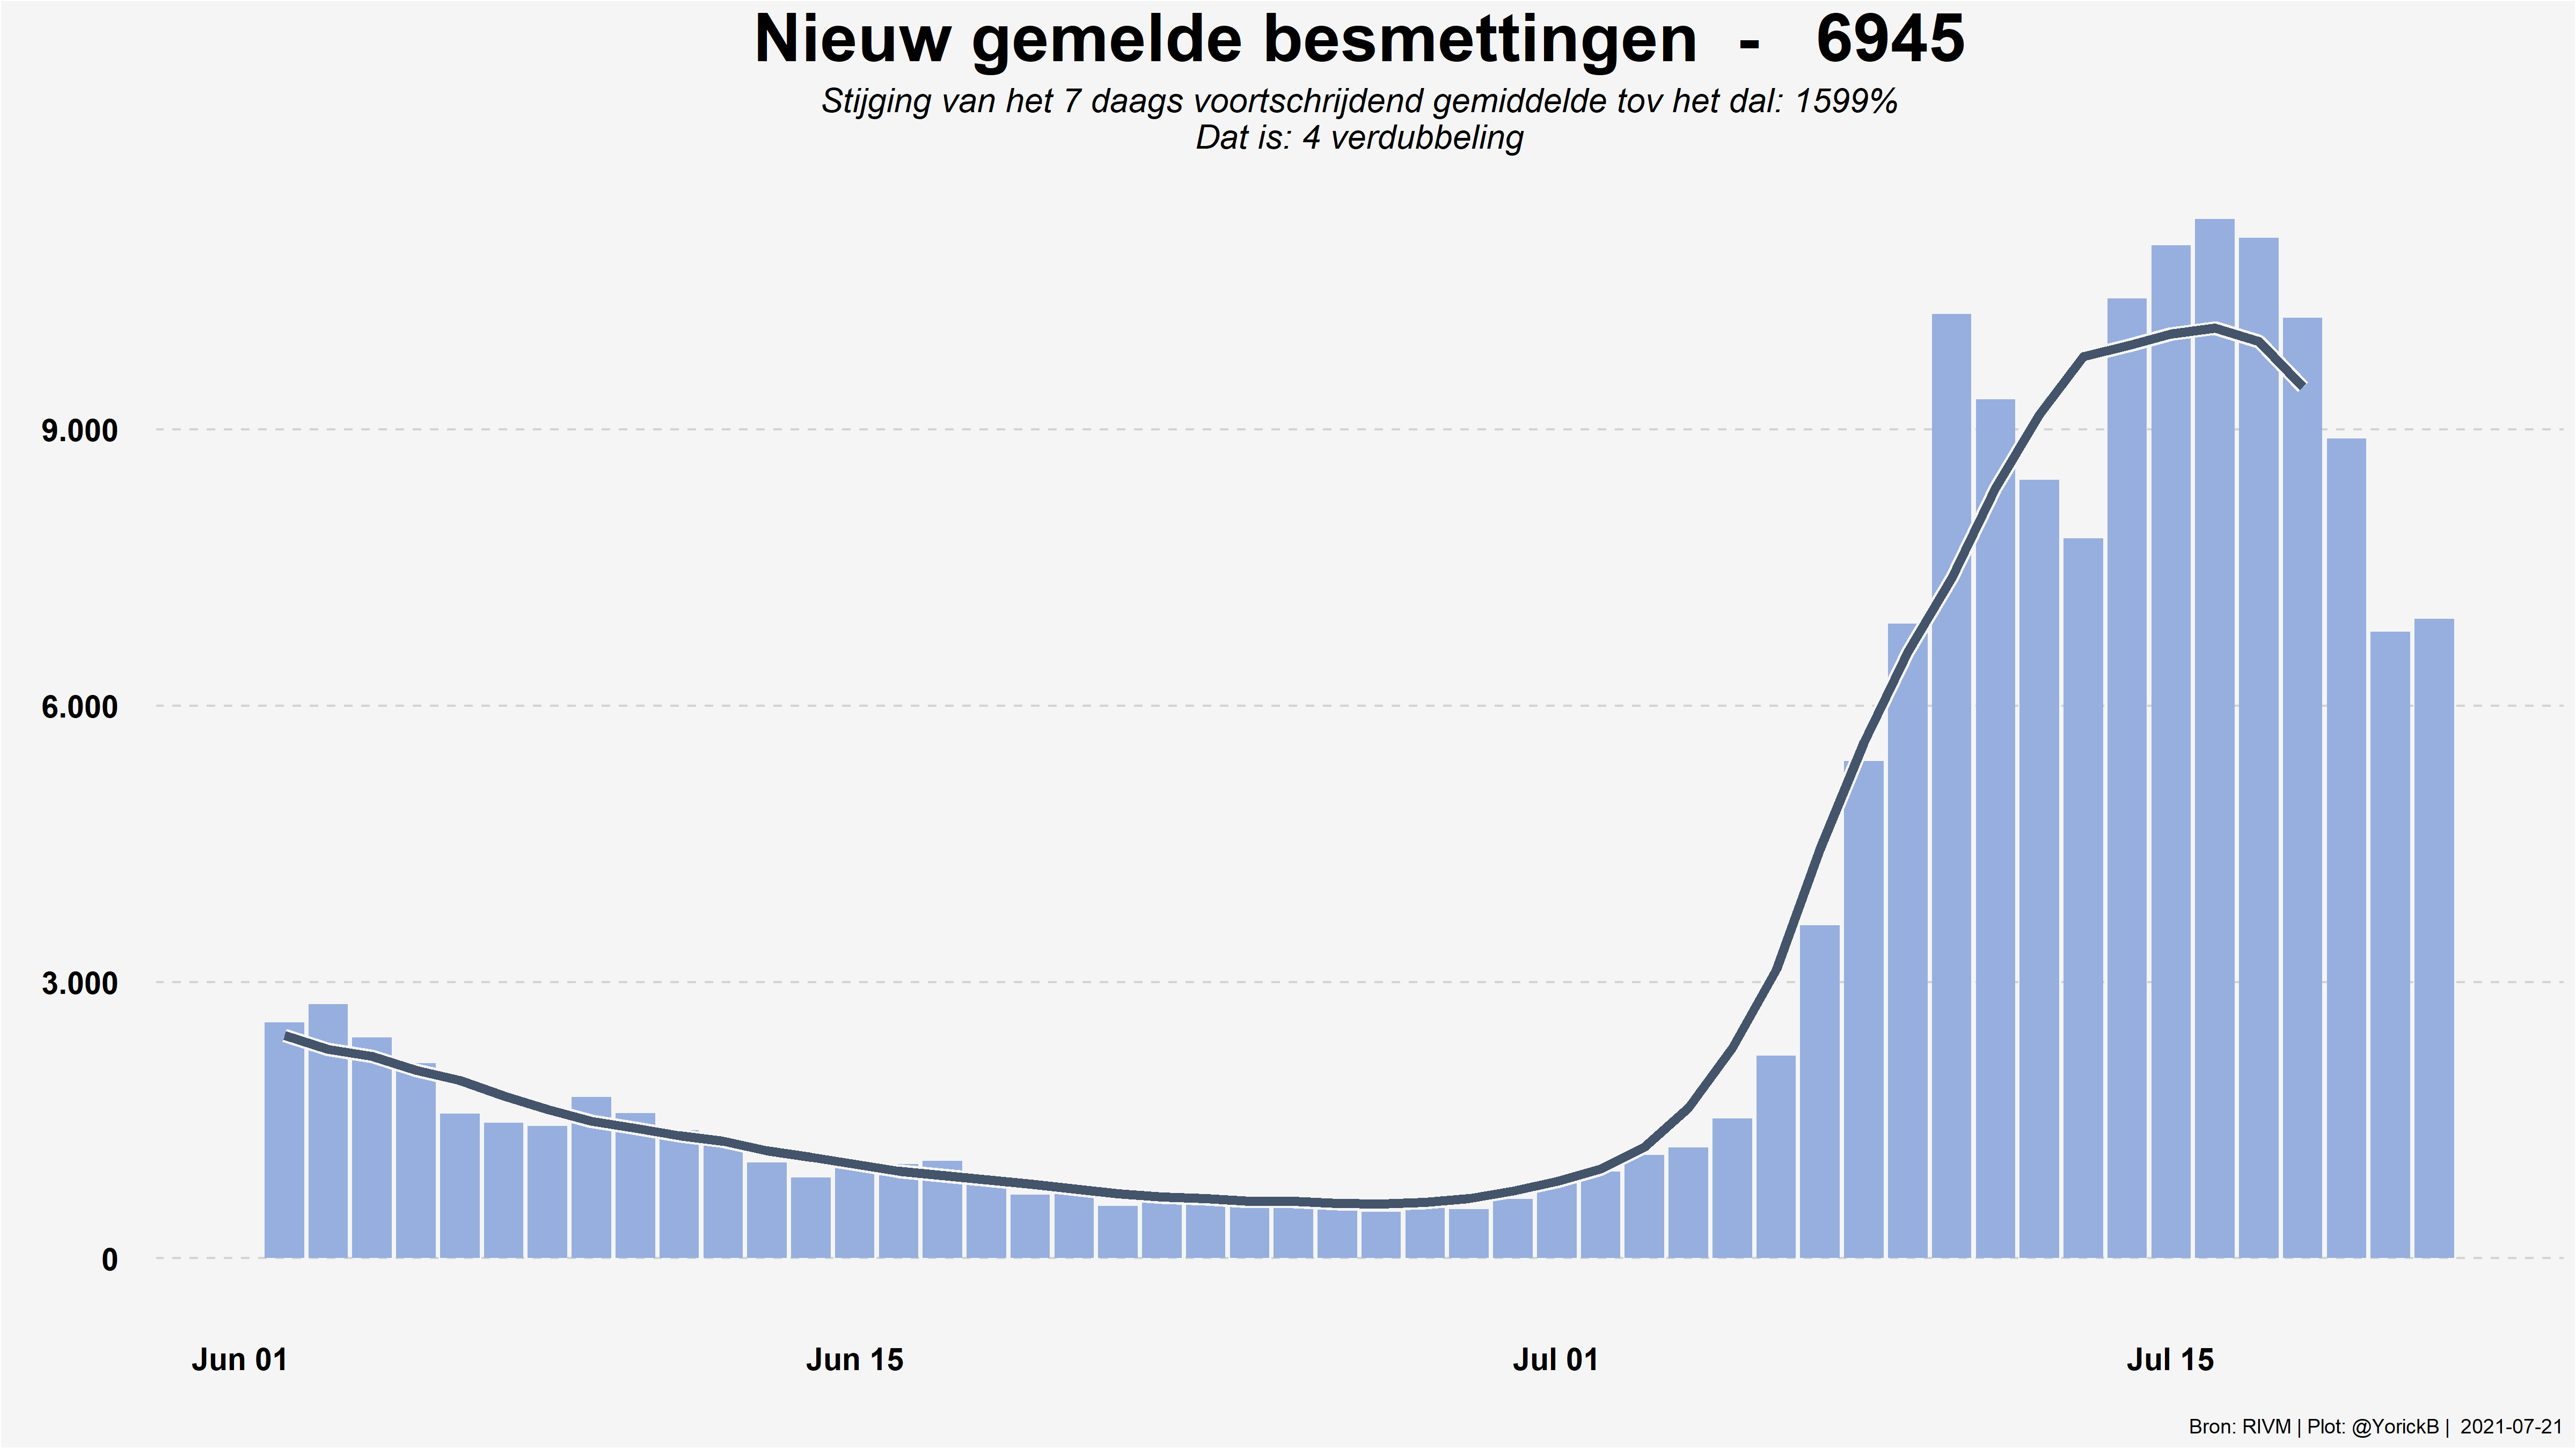 Nieuw gemelde besmettingen - 6945
Stijging van het 7 daags voortschrijdend gemiddelde tov het dal: 1599%
Dat is: 4 verdubbeling
9.000
6.000
3.000
0
Jun 01 Jun 15 Jul 01 Jul 15
Bron: RIVM | Plot: @YorickB | 2021-07-21